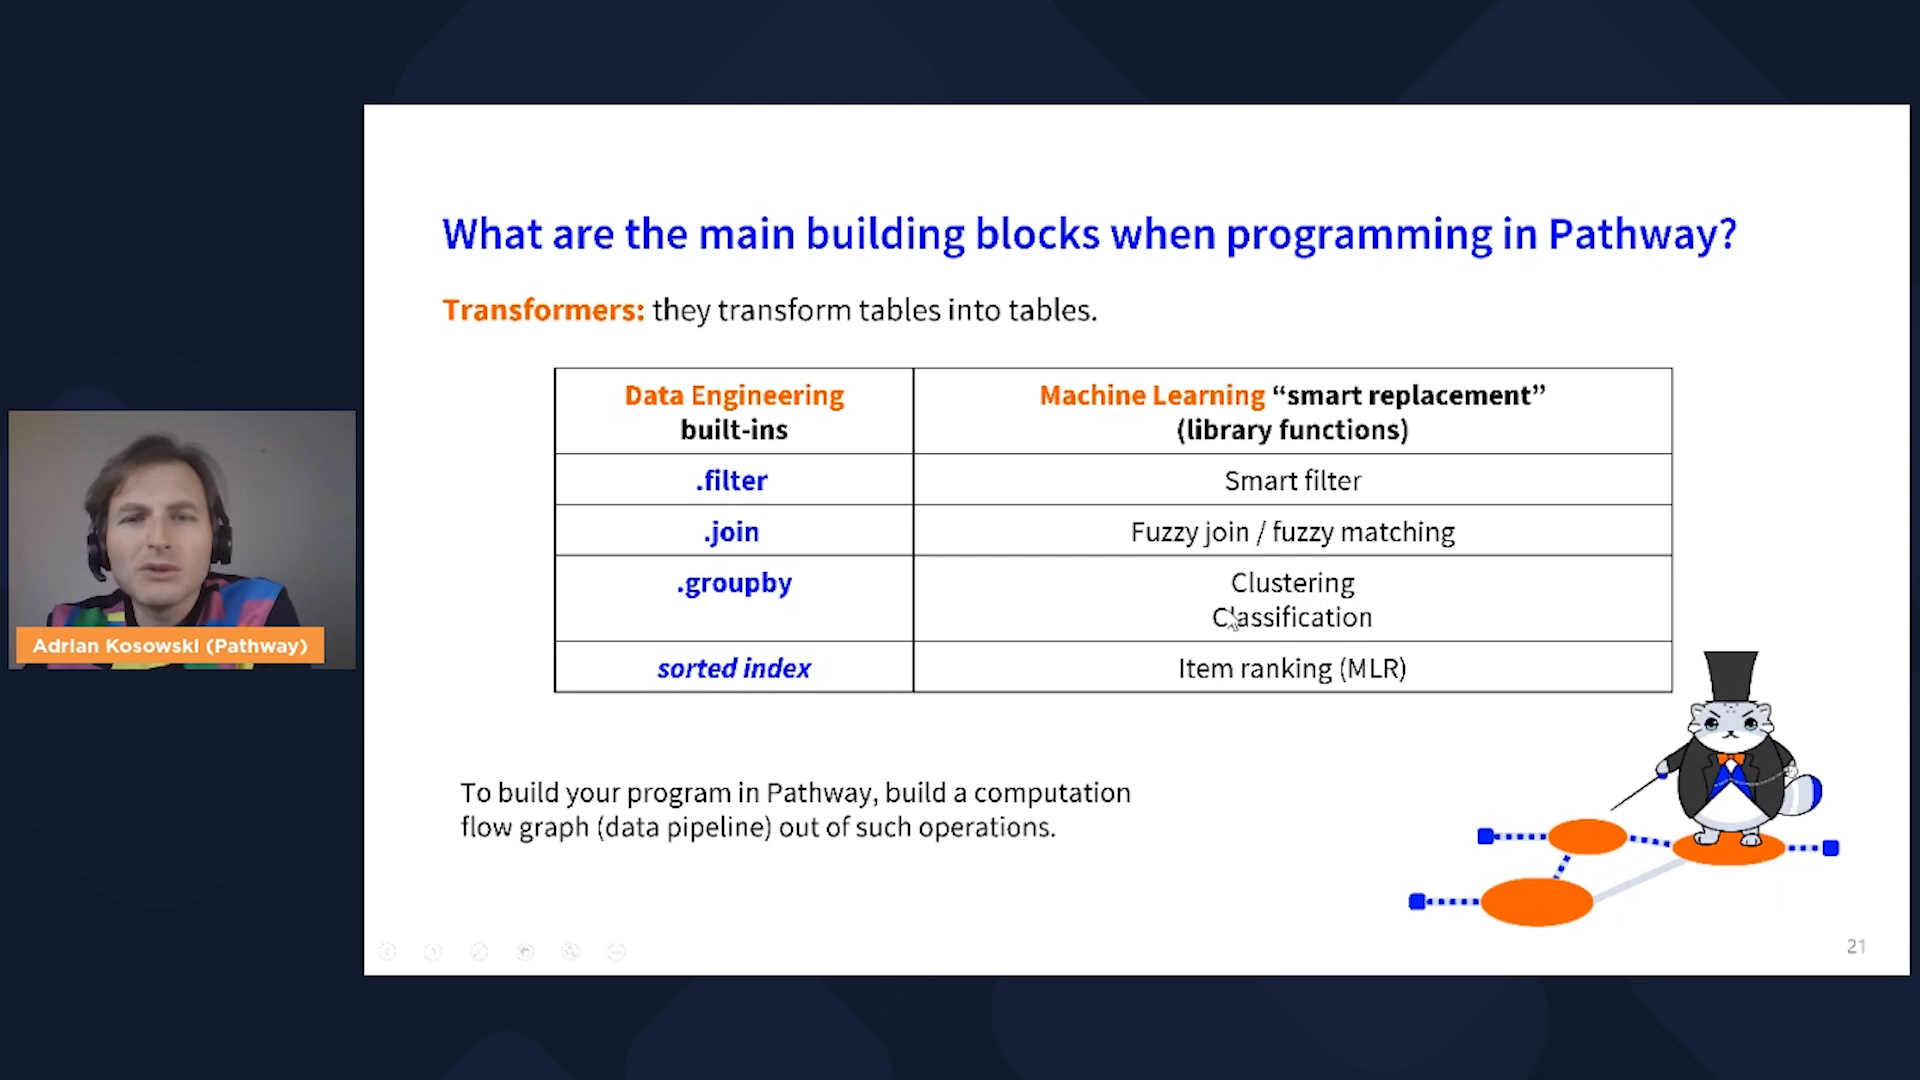 What are the main building blocks when programming in Pathway?
Transformers: they transform tables into tables.
Data Engineering
built-ins
Machine Learning “smart replacement”
(library functions)
.filter
Smart filter
.join
Fuzzy join / fuzzy matching
.groupby
Clustering
Classification
sorted index
Item ranking (MLR)
To build your program in Pathway, build a computation
flow graph (data pipeline) out of such operations.
21
Adrian Kosowski (Pathway)